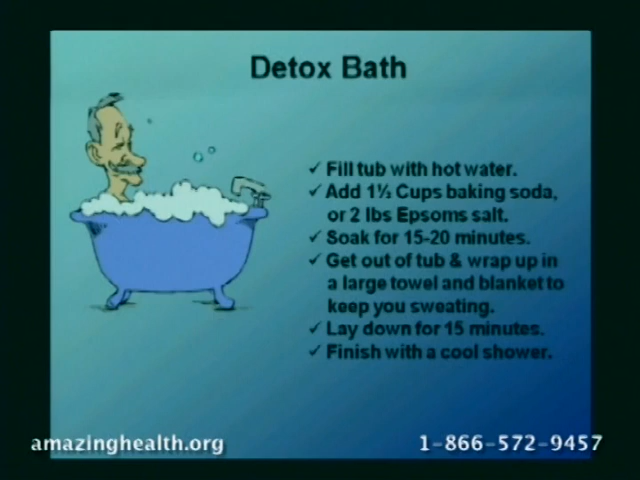 Detox Bath
✓ Fill tub with hot water.
✓ Add 1½ Cups baking soda,
or 2 lbs Epsoms salt.
✓ Soak for 15-20 minutes.
✓ Get out of tub & wrap up in
a large towel and blanket to
keep you sweating.
✓ Lay down for 15 minutes.
✓ Finish with a cool shower.
amazinghealth.org
1-866-572-9457